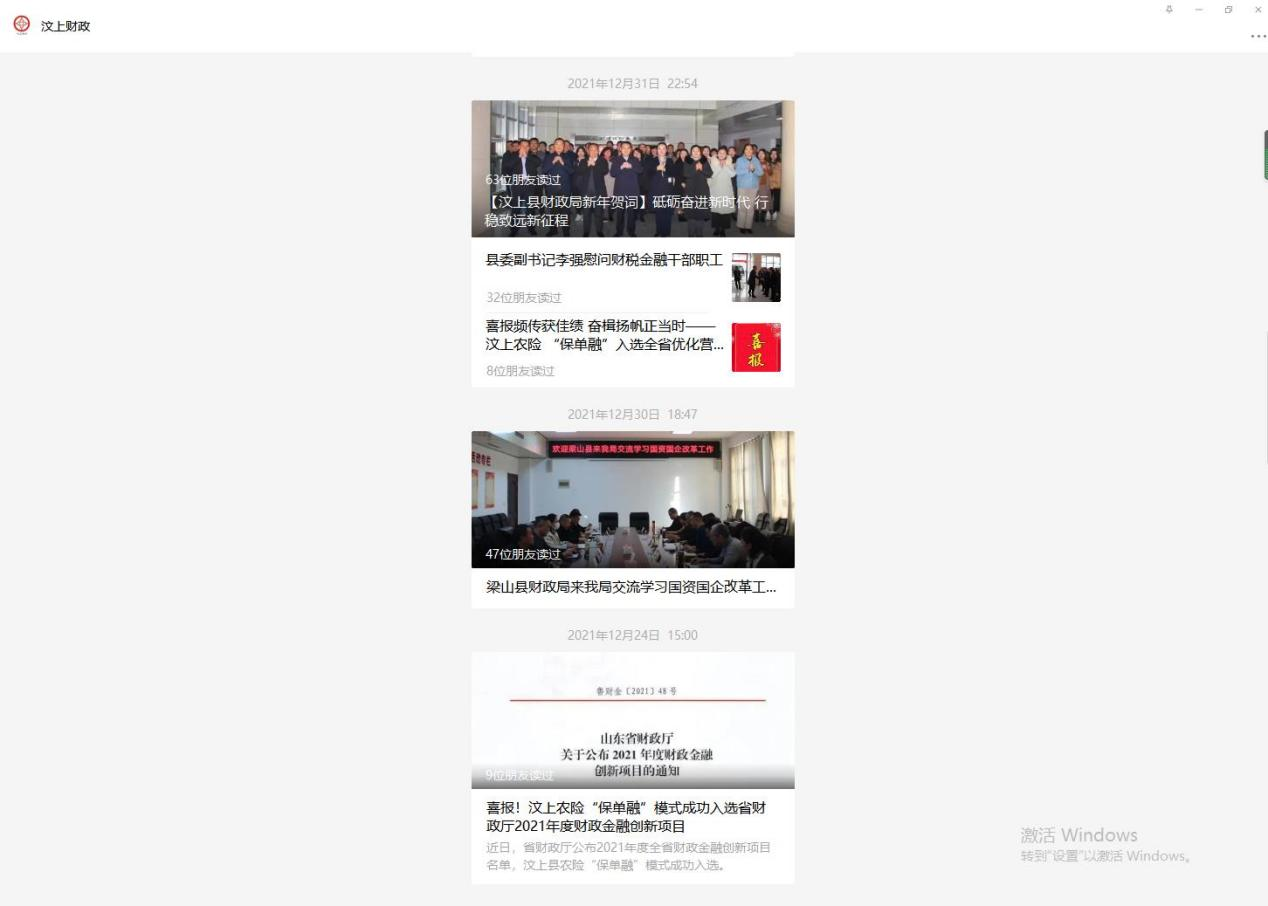 汶上财政
2021年12月31日 22:54
63位朋友读过
【汶上县财政局新年贺词】砥砺奋进新时代 行
稳致远新征程
县委副书记李强慰问财税金融干部职工
32位朋友读过
喜报频传获佳绩 奋楫扬帆正当时——
汶上农险 “保单融”入选全省优化营...
喜
报
8位朋友读过
2021年12月30日 18:47
欢迎梁山县来我局交流学习国资国企改革工作
47位朋友读过
梁山县财政局来我局交流学习国资国企改革工...
2021年12月24日 15:00
鲁财金〔2021〕48号
山东省财政厅
关于公布 2021 年度财政金融
创新项目的通知
9位朋友读过
喜报！汶上农险“保单融”模式成功入选省财
政厅2021年度财政金融创新项目
近日，省财政厅公布2021年度全省财政金融创新项目
名单，汶上县农险“保单融”模式成功入选。
激活 Windows
转到“设置”以激活 Windows。